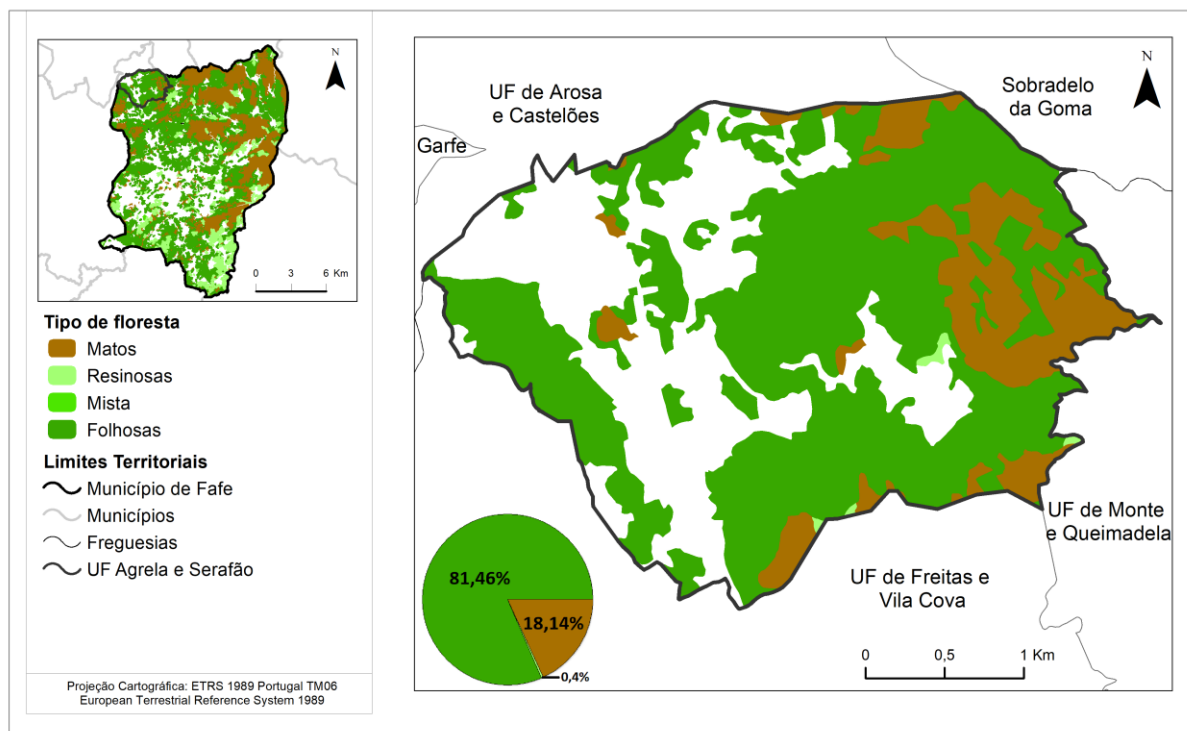 N
0 3 6 Km
Tipo de floresta
Matos
Resinosas
Mista
Folhosas
Limites Territoriais
Município de Fafe
Municípios
Freguesias
UF Agrela e Serafão
Projeção Cartográfica: ETRS 1989 Portugal TM06
European Terrestrial Reference System 1989
N
UF de Arosa
e Castelões
Sobradelo
da Goma
Garfe
UF de Monte
e Queimadela
UF de Freitas e
Vila Cova
81,46%
18,14%
0,4%
0 0,5 1 Km